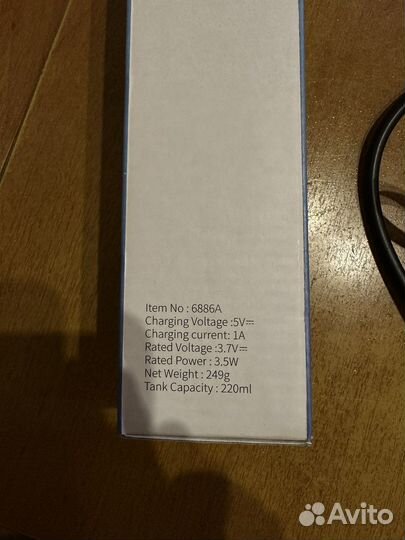 Item No : 6886A
Charging Voltage :5V⎓
Charging current: 1A
Rated Voltage :3.7V⎓
Rated Power : 3.5W
Net Weight : 249g
Tank Capacity : 220ml
Avito